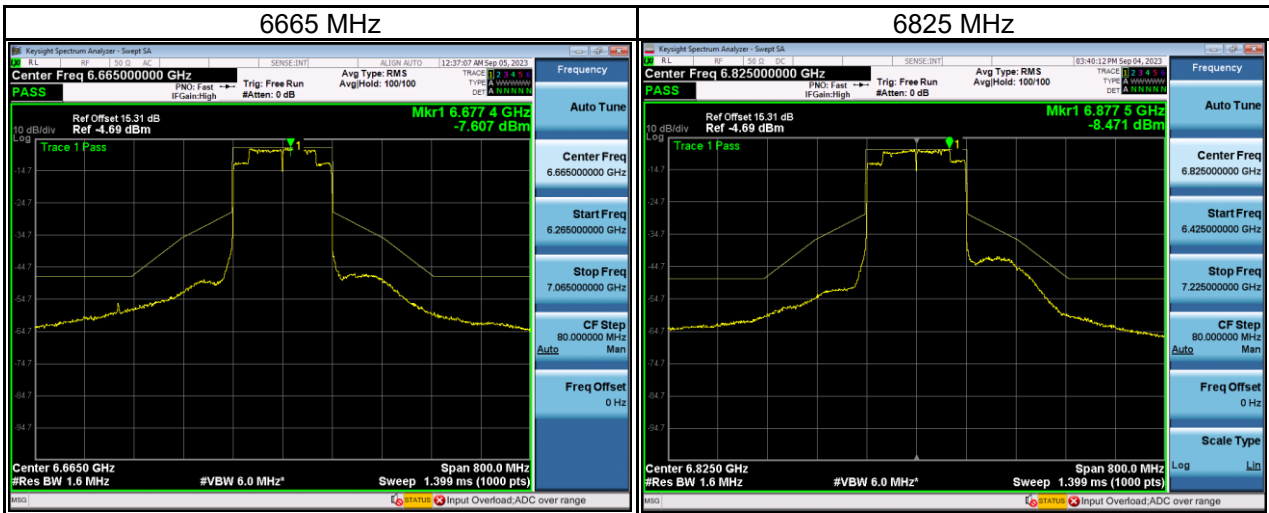 6665 MHz
Keysight Spectrum Analyzer - Swept SA
RL RF 50 Ω AC SENSE:INT ALIGN AUTO 12:37:07 AM Sep 05, 2023
Center Freq 6.665000000 GHz
PASS
PNO: Fast
IFGain:High
Trig: Free Run
#Atten: 0 dB
Avg Type: RMS
Avg|Hold: 100/100
TRACE 1 2 3 4 5 6
TYPE A WWWWW
DET A N N N N N
Mkr1 6.677 4 GHz
-7.607 dBm
Ref Offset 15.31 dB
10 dB/div Ref -4.69 dBm
Log
Trace 1 Pass
1
-14.7
-24.7
-34.7
-44.7
-54.7
-64.7
-74.7
-84.7
-94.7
Center 6.6650 GHz Span 800.0 MHz
#Res BW 1.6 MHz #VBW 6.0 MHz* Sweep 1.399 ms (1000 pts)
MSG STATUS Input Overload;ADC over range
Frequency
Auto Tune
Center Freq
6.665000000 GHz
Start Freq
6.265000000 GHz
Stop Freq
7.065000000 GHz
CF Step
80.000000 MHz
Auto Man
Freq Offset
0 Hz
6825 MHz
Keysight Spectrum Analyzer - Swept SA
RL RF 50 Ω DC SENSE:INT 03:40:12 PM Sep 04, 2023
Center Freq 6.825000000 GHz
PASS
PNO: Fast
IFGain:High
Trig: Free Run
#Atten: 0 dB
Avg Type: RMS
Avg|Hold: 100/100
TRACE 1 2 3 4 5 6
TYPE A WWWWW
DET A N N N N N
Mkr1 6.877 5 GHz
-8.471 dBm
Ref Offset 15.31 dB
10 dB/div Ref -4.69 dBm
Log
Trace 1 Pass
1
-14.7
-24.7
-34.7
-44.7
-54.7
-64.7
-74.7
-84.7
-94.7
Center 6.8250 GHz Span 800.0 MHz
#Res BW 1.6 MHz #VBW 6.0 MHz* Sweep 1.399 ms (1000 pts)
MSG STATUS Input Overload;ADC over range
Frequency
Auto Tune
Center Freq
6.825000000 GHz
Start Freq
6.425000000 GHz
Stop Freq
7.225000000 GHz
CF Step
80.000000 MHz
Auto Man
Freq Offset
0 Hz
Scale Type
Log Lin